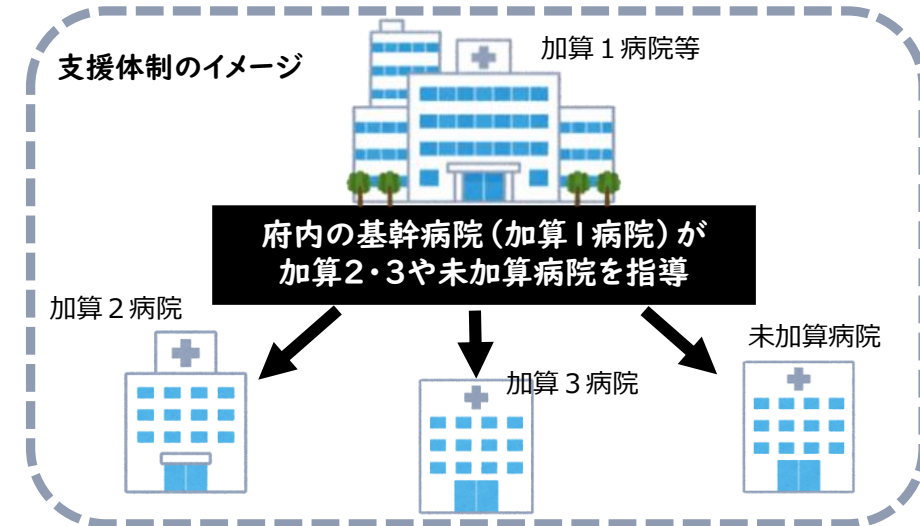 支援体制のイメージ
加算１病院等
府内の基幹病院（加算1病院）が
加算2・3や未加算病院を指導
加算２病院
加算３病院
未加算病院